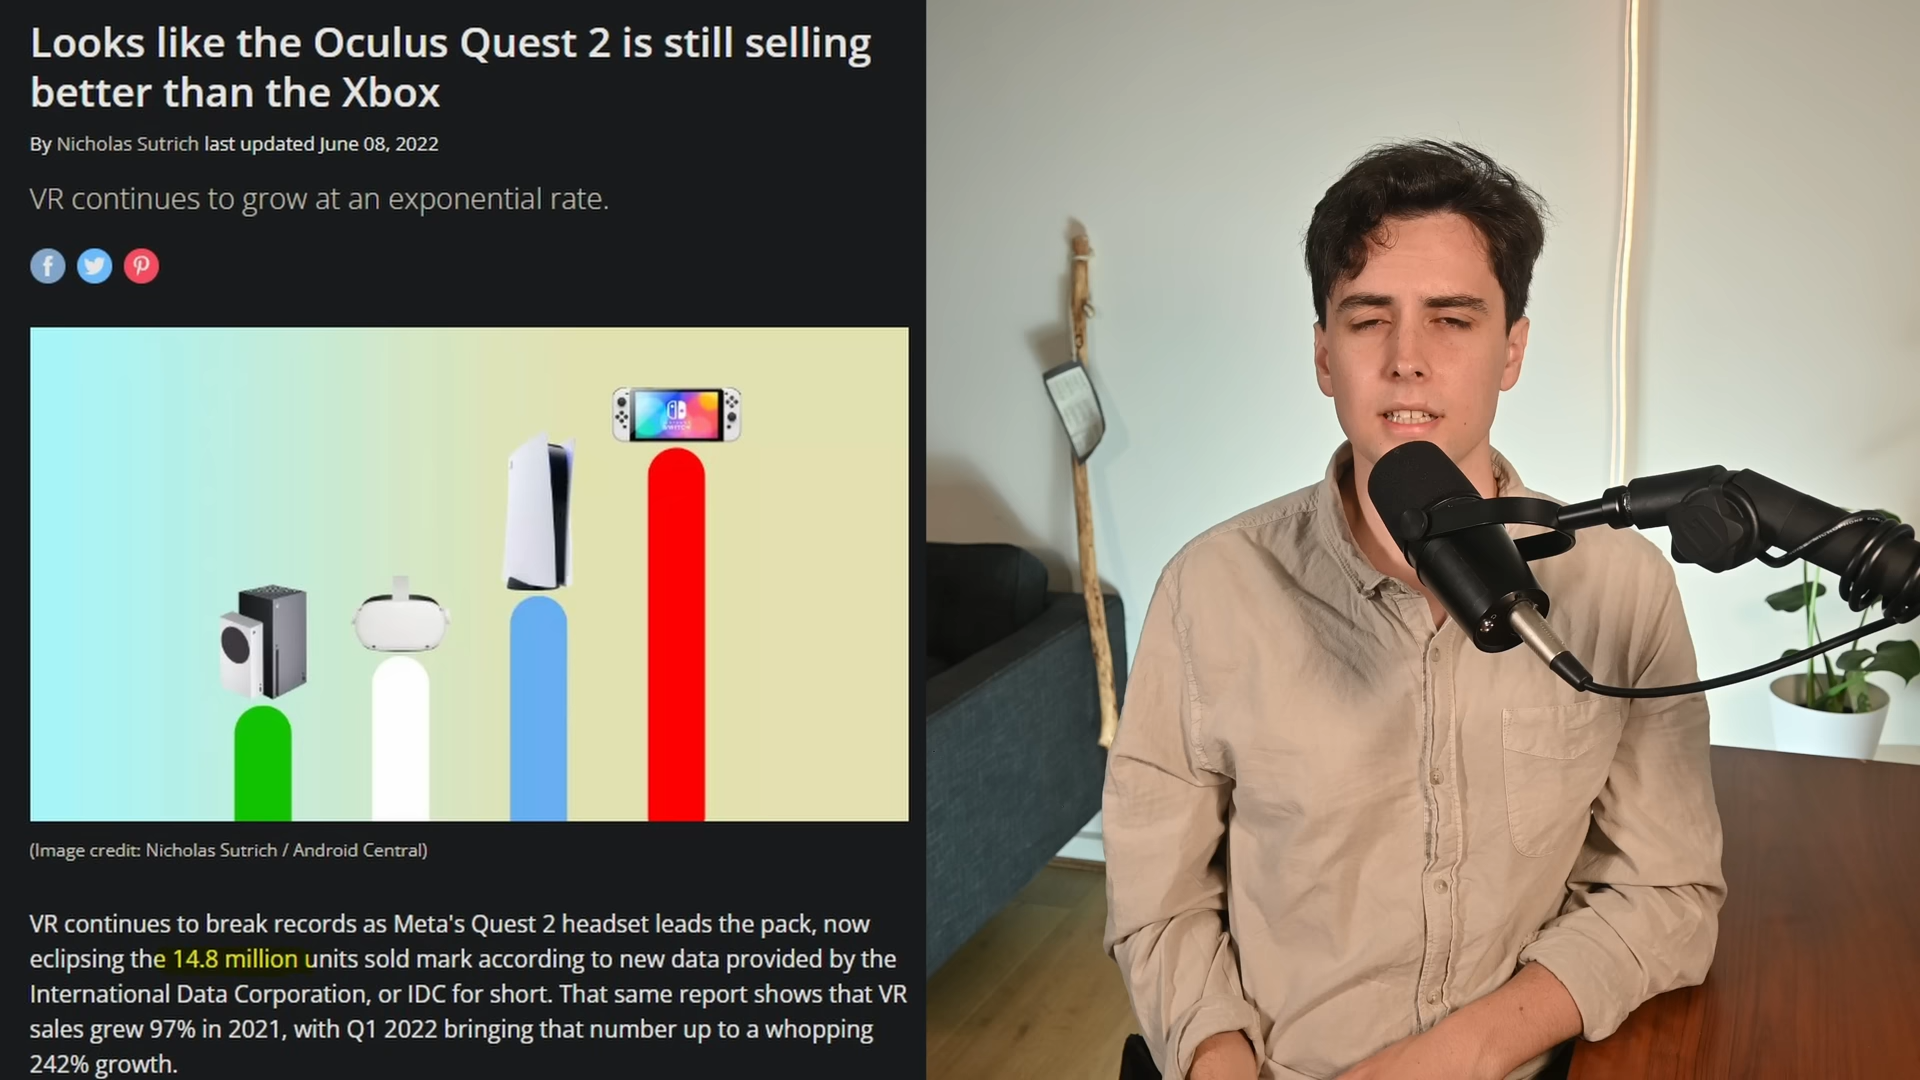 Looks like the Oculus Quest 2 is still selling
better than the Xbox
By Nicholas Sutrich last updated June 08, 2022
VR continues to grow at an exponential rate.
(Image credit: Nicholas Sutrich / Android Central)
VR continues to break records as Meta's Quest 2 headset leads the pack, now
eclipsing the 14.8 million units sold mark according to new data provided by the
International Data Corporation, or IDC for short. That same report shows that VR
sales grew 97% in 2021, with Q1 2022 bringing that number up to a whopping
242% growth.